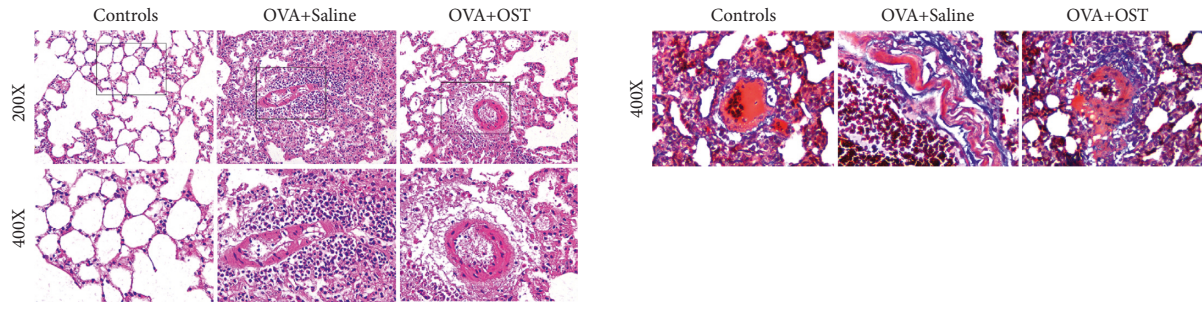 Controls OVA+Saline OVA+OST
200X
400X
Controls OVA+Saline OVA+OST
400X